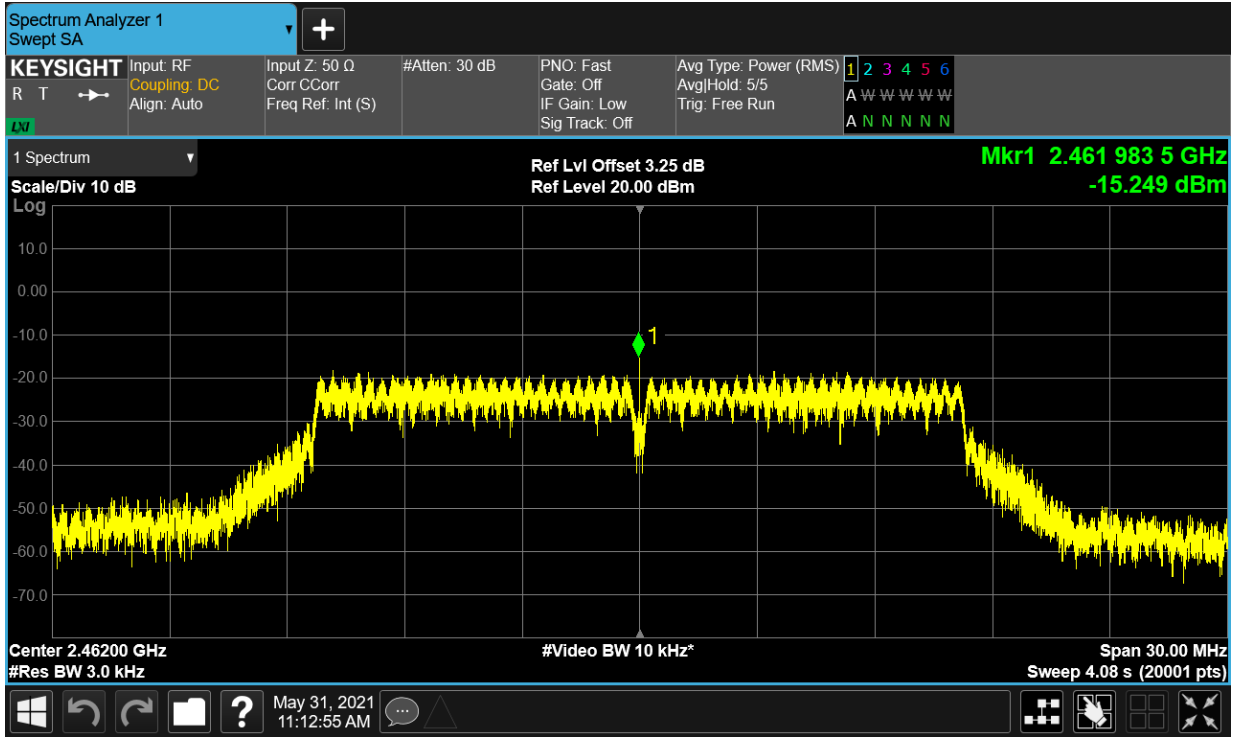 Spectrum Analyzer 1
Swept SA
+
KEYSIGHT
R T
LXI
Input: RF
Coupling: DC
Align: Auto
Input Z: 50 Ω
Corr CCorr
Freq Ref: Int (S)
#Atten: 30 dB
PNO: Fast
Gate: Off
IF Gain: Low
Sig Track: Off
Avg Type: Power (RMS)
Avg|Hold: 5/5
Trig: Free Run
1 2 3 4 5 6
A W W W W W
A N N N N N
1 Spectrum
Scale/Div 10 dB
Log
Ref Lvl Offset 3.25 dB
Ref Level 20.00 dBm
Mkr1 2.461 983 5 GHz
-15.249 dBm
10.0
0.00
-10.0
-20.0
-30.0
-40.0
-50.0
-60.0
-70.0
1
Center 2.46200 GHz
#Res BW 3.0 kHz
#Video BW 10 kHz*
Span 30.00 MHz
Sweep 4.08 s (20001 pts)
?
May 31, 2021
11:12:55 AM